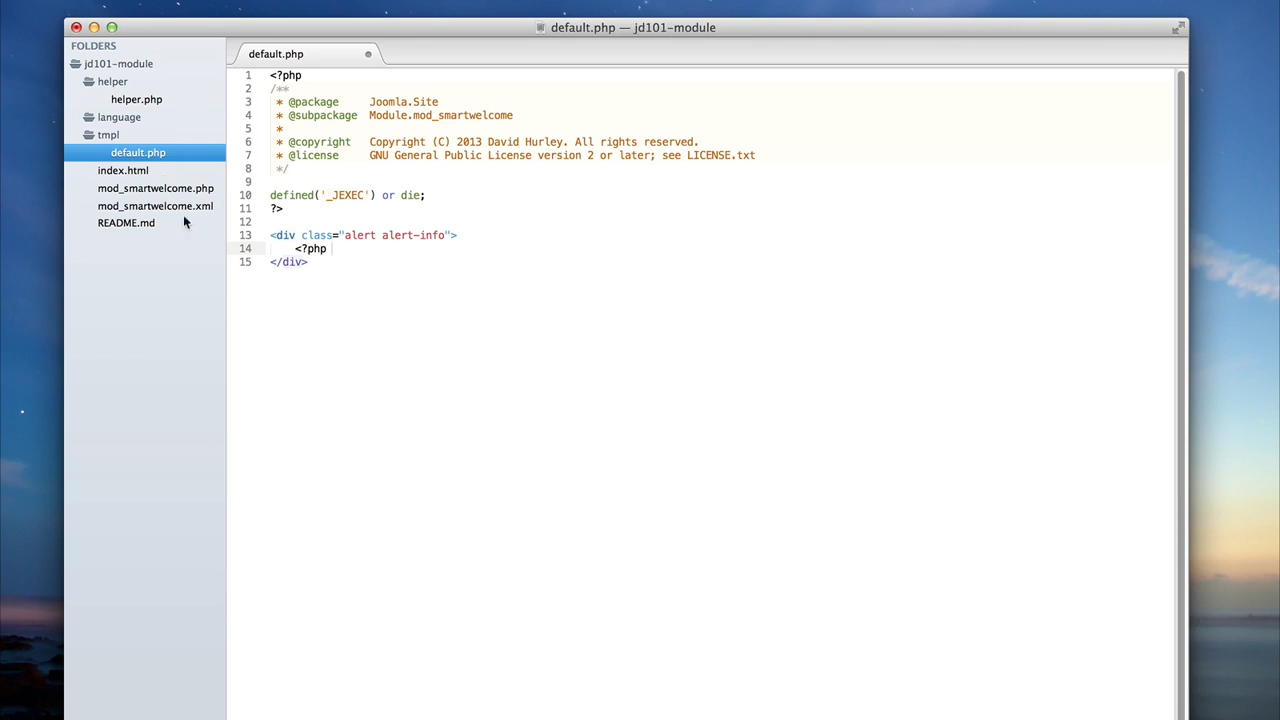 default.php — jd101-module
FOLDERS
jd101-module
helper
helper.php
language
tmpl
default.php
index.html
mod_smartwelcome.php
mod_smartwelcome.xml
README.md
default.php
1 <?php
2 /**
3 * @package Joomla.Site
4 * @subpackage Module.mod_smartwelcome
5 *
6 * @copyright Copyright (C) 2013 David Hurley. All rights reserved.
7 * @license GNU General Public License version 2 or later; see LICENSE.txt
8 */
9
10 defined('_JEXEC') or die;
11 ?>
12
13 <div class="alert alert-info">
14 <?php
15 </div>